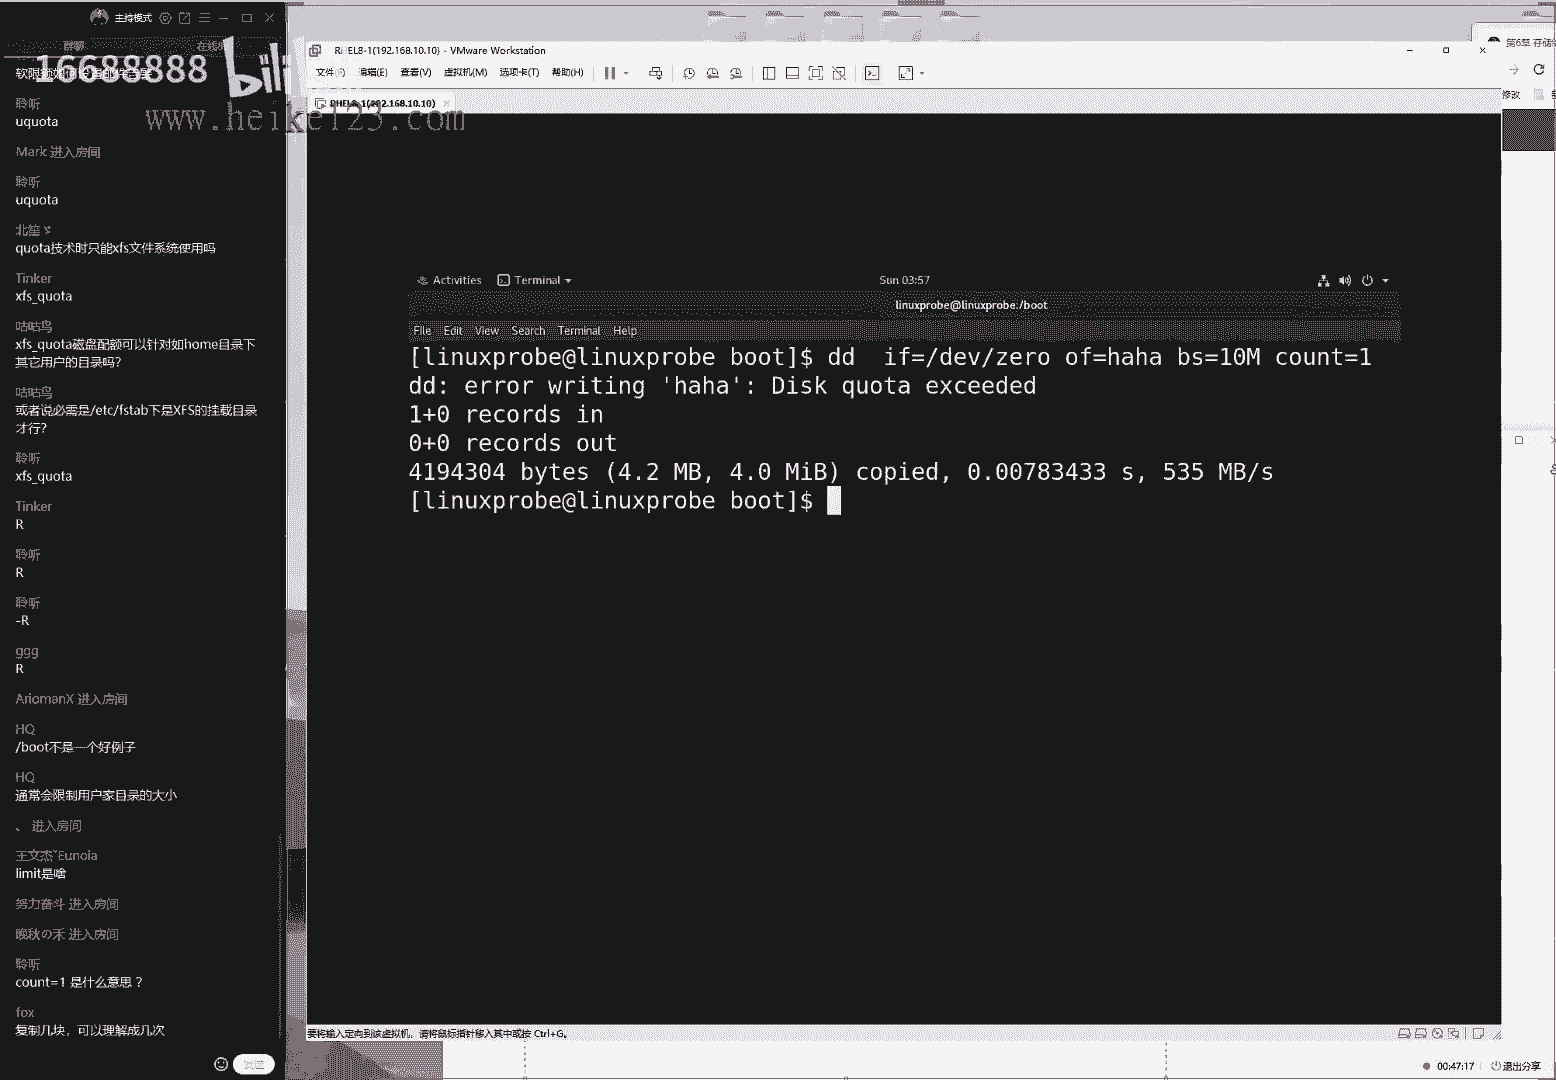 主持模式
群聊
在线
16688888 bili
www.heike123.com
聆听
uquota
Mark 进入房间
聆听
uquota
北笙
quota技术时只能xfs文件系统使用吗
Tinker
xfs_quota
咕咕鸟
xfs_quota磁盘配额可以针对如home目录下
其它用户的目录吗?
咕咕鸟
或者说必需是/etc/fstab下是XFS的挂载目录
才行?
聆听
xfs_quota
Tinker
R
聆听
R
聆听
-R
ggg
R
AriomanX 进入房间
HQ
/boot不是一个好例子
HQ
通常会限制用户家目录的大小
、 进入房间
王文杰˘Eunoia
limit是啥
努力奋斗 进入房间
晚秋の禾 进入房间
聆听
count=1 是什么意思？
fox
复制几块，可以理解成几次
发送
RHEL8-1(192.168.10.10) - VMware Workstation
文件(F) 编辑(E) 查看(V) 虚拟机(M) 选项卡(T) 帮助(H)
RHEL8-1(192.168.10.10)
Activities Terminal Sun 03:57
linuxprobe@linuxprobe:/boot
File Edit View Search Terminal Help
[linuxprobe@linuxprobe boot]$ dd  if=/dev/zero of=haha bs=10M count=1
dd: error writing 'haha': Disk quota exceeded
1+0 records in
0+0 records out
4194304 bytes (4.2 MB, 4.0 MiB) copied, 0.00783433 s, 535 MB/s
[linuxprobe@linuxprobe boot]$
要将输入定向到该虚拟机，请将鼠标指针移入其中或按 Ctrl+G。
第6章 存储
修改
00:47:17 退出分享